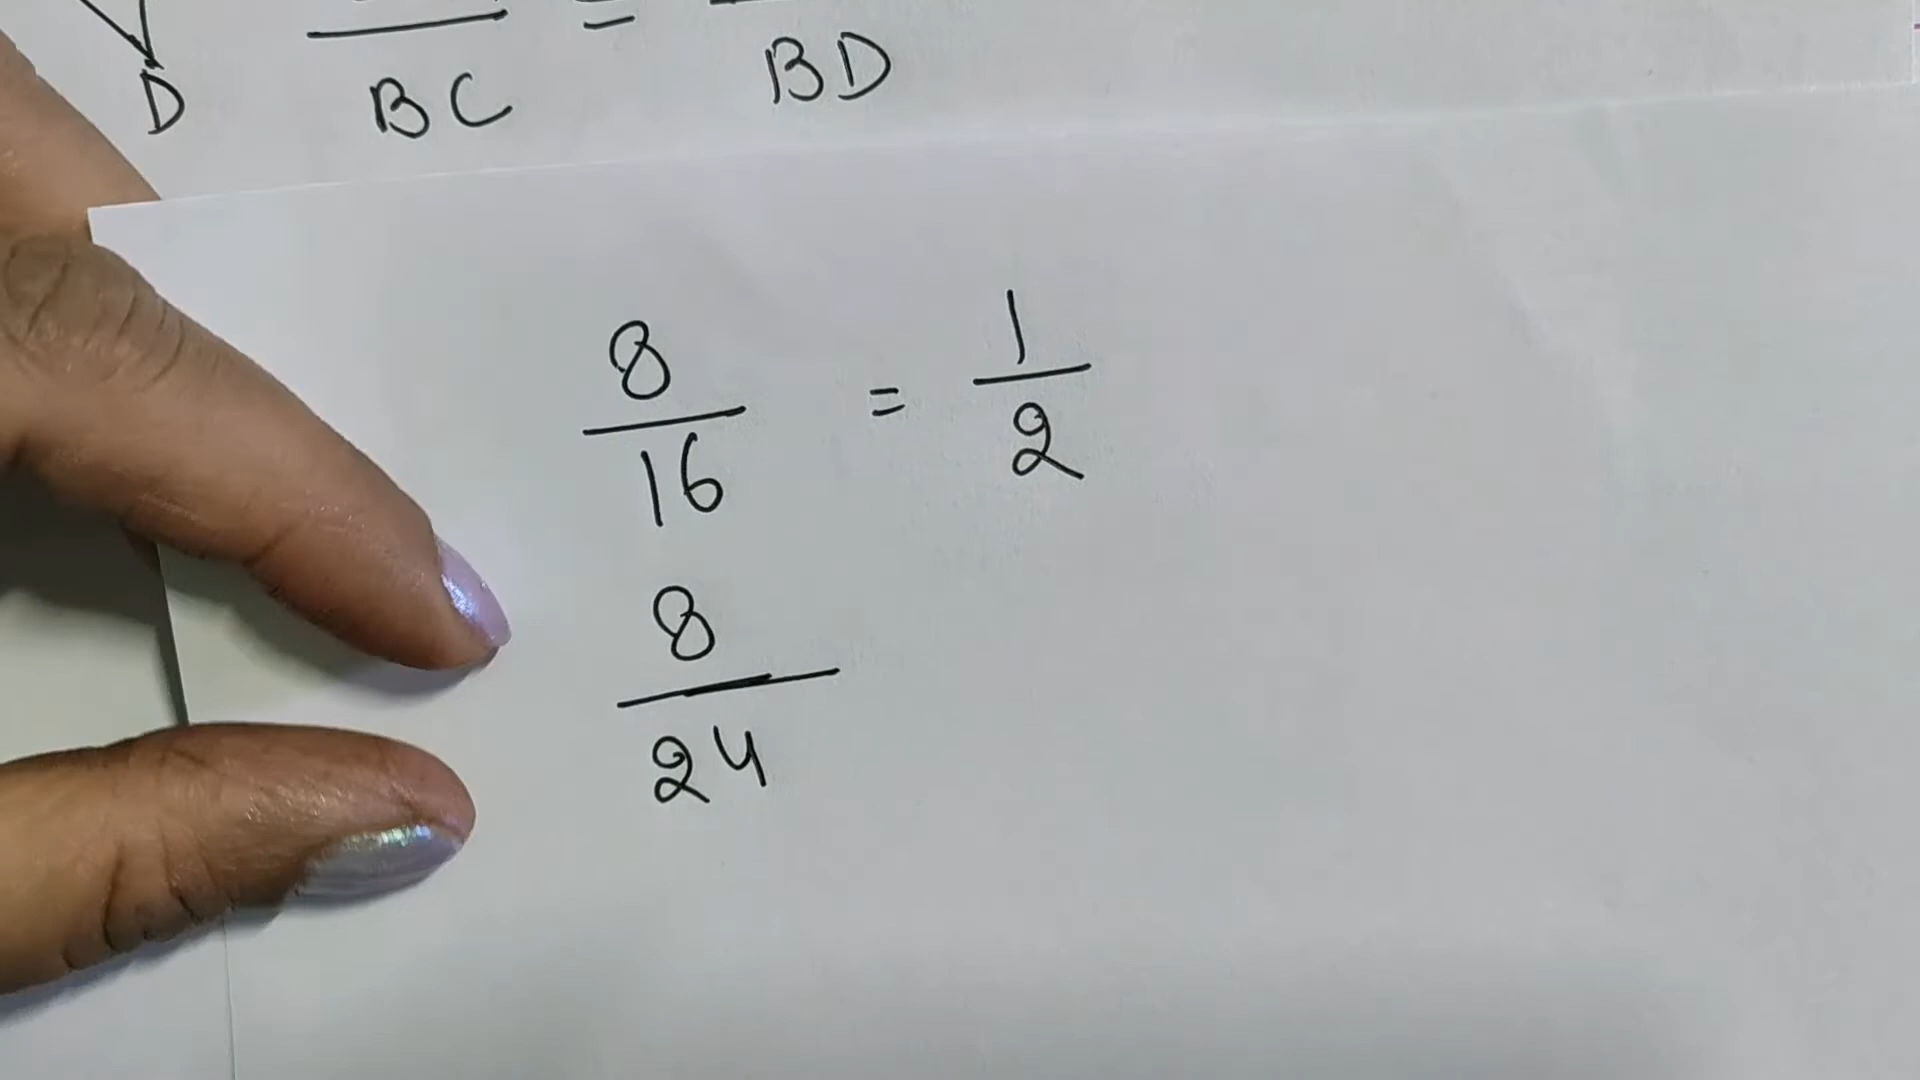 D BC = BD
8/16 = 1/2
8/24